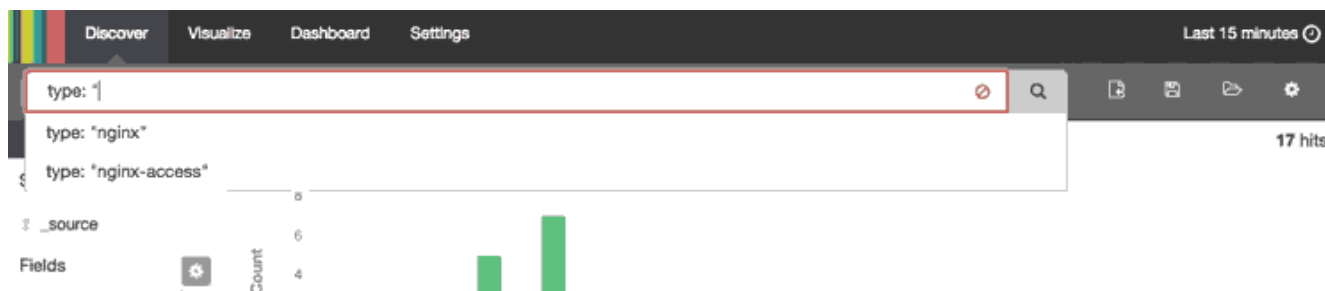 Discover Visualize Dashboard Settings Last 15 minutes
type: "
type: "nginx"
17 hits
type: "nginx-access"
8
_source
6
Fields
Count
4